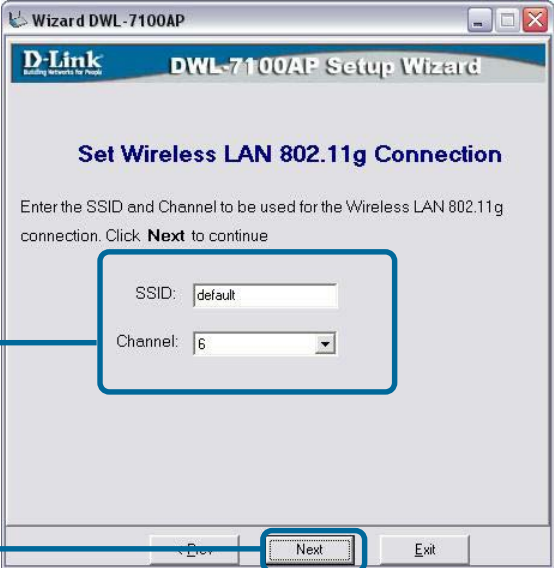 Wizard DWL-7100AP
D-Link
Building Networks for People
DWL-7100AP Setup Wizard
Set Wireless LAN 802.11g Connection
Enter the SSID and Channel to be used for the Wireless LAN 802.11g
connection. Click Next to continue
SSID: default
Channel: 6
< Prev Next Exit